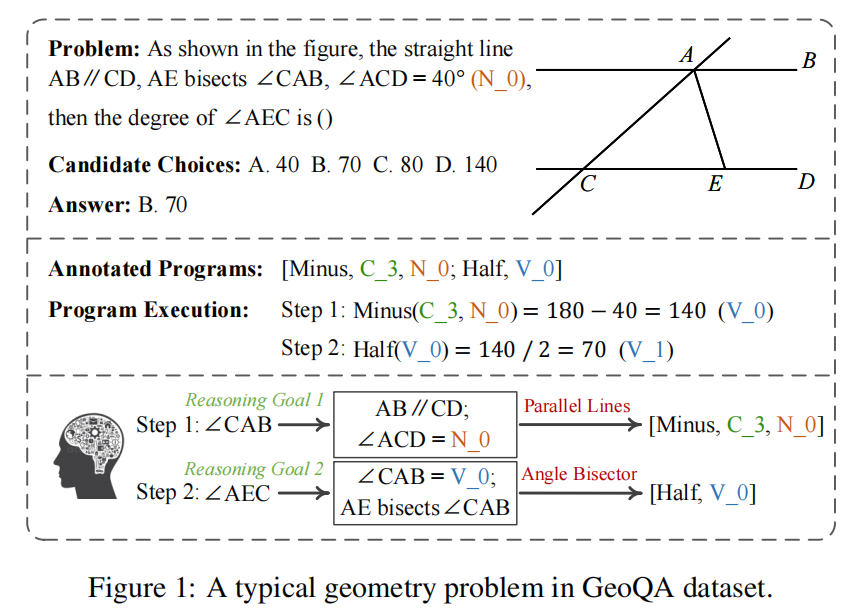 Problem: As shown in the figure, the straight line
AB∥CD, AE bisects ∠CAB, ∠ACD = 40° (N_0),
then the degree of ∠AEC is ()
Candidate Choices: A. 40 B. 70 C. 80 D. 140
Answer: B. 70
A
B
C
E
D
Annotated Programs: [Minus, C_3, N_0; Half, V_0]
Program Execution: Step 1: Minus(C_3, N_0) = 180 − 40 = 140 (V_0)
Step 2: Half(V_0) = 140 / 2 = 70 (V_1)
Reasoning Goal 1
Step 1: ∠CAB
AB∥CD;
∠ACD = N_0
Parallel Lines
[Minus, C_3, N_0]
Reasoning Goal 2
Step 2: ∠AEC
∠CAB = V_0;
AE bisects ∠CAB
Angle Bisector
[Half, V_0]
Figure 1: A typical geometry problem in GeoQA dataset.